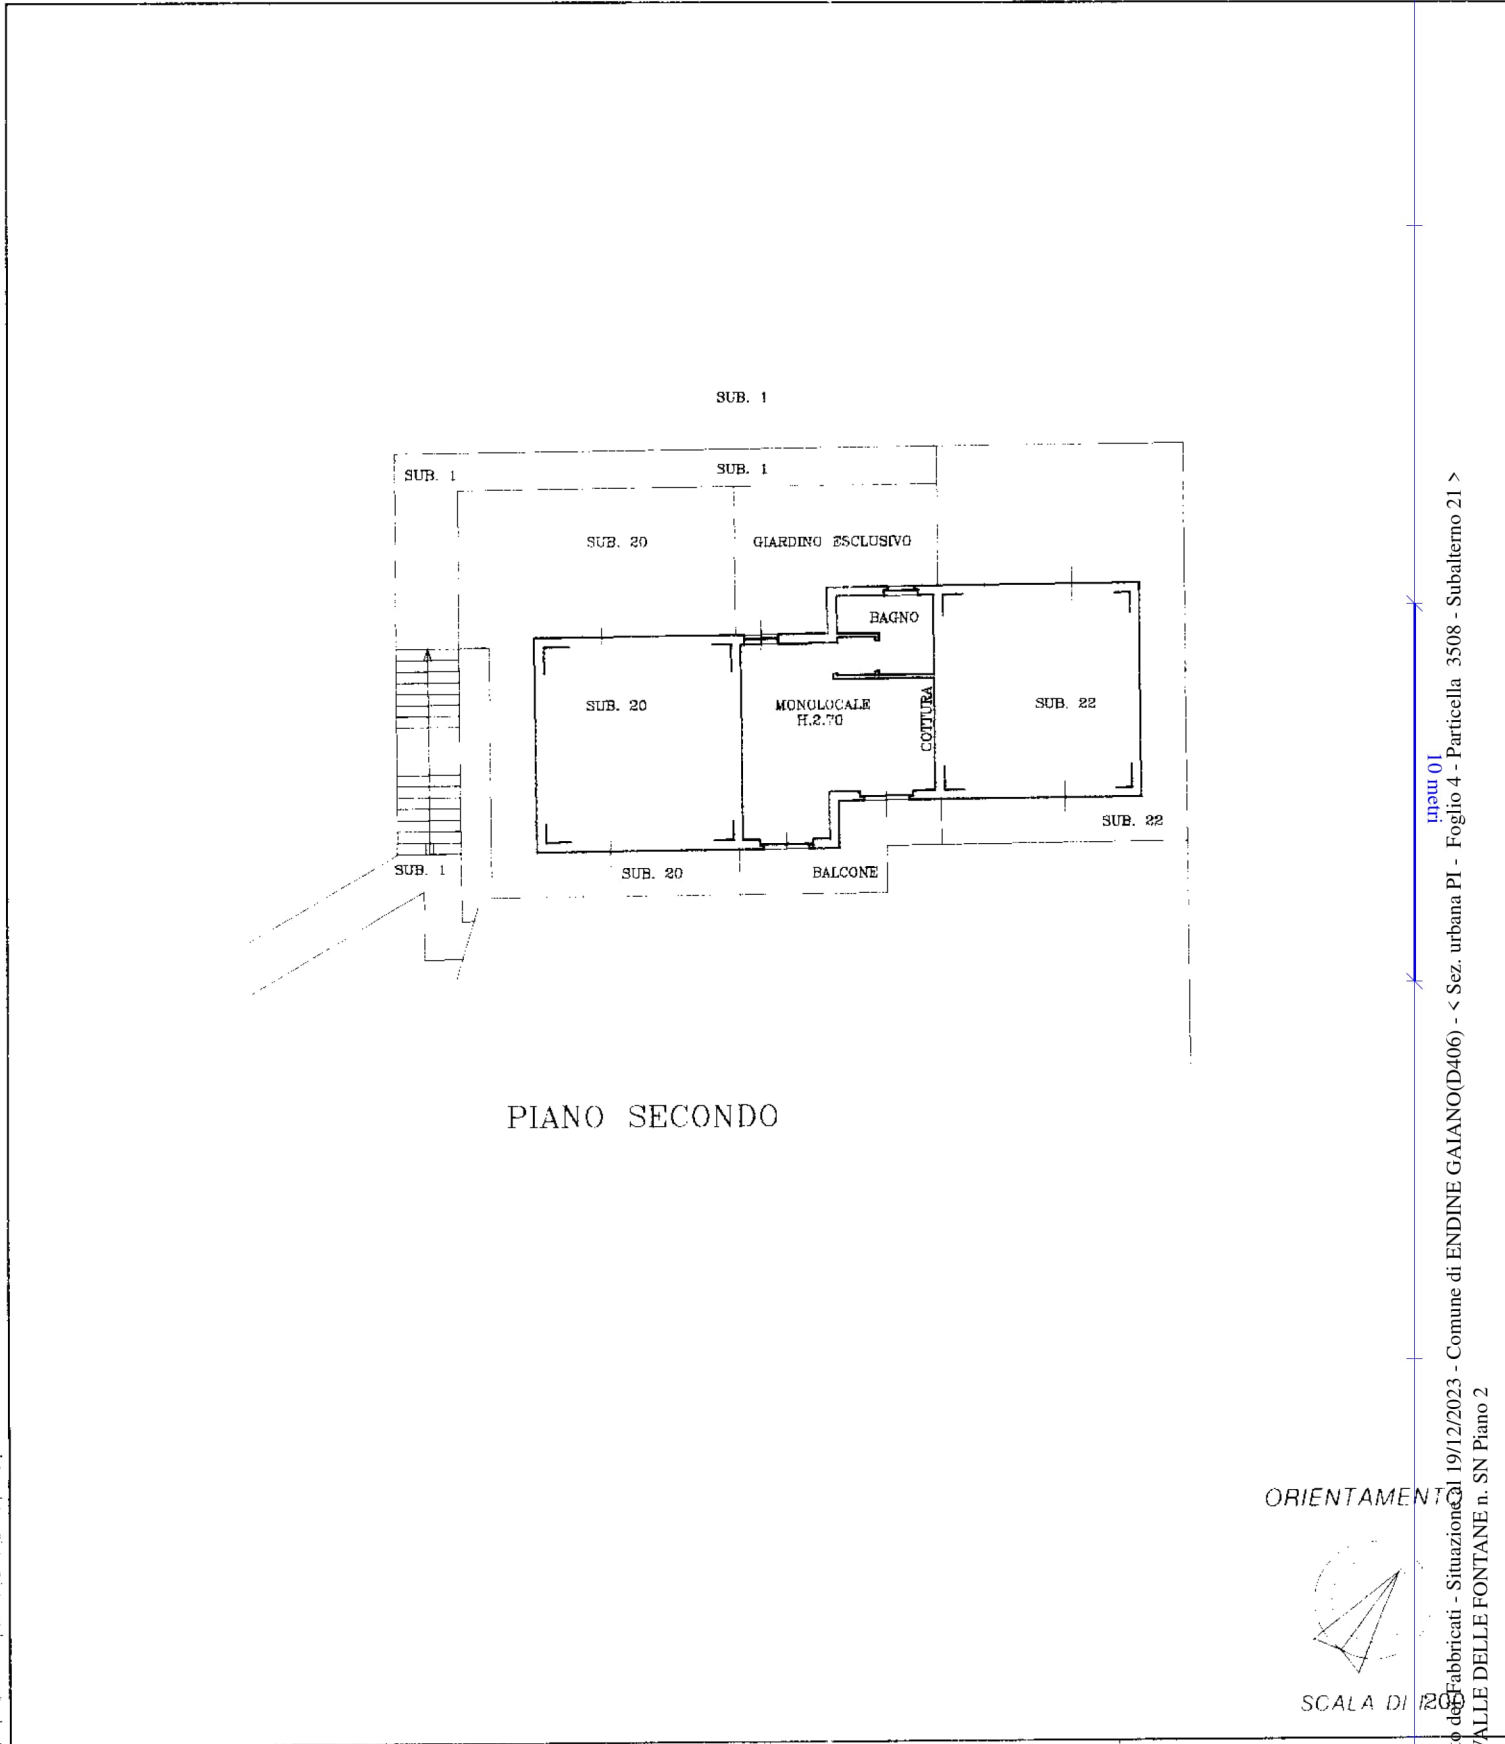 SUB. 1
SUB. 1
SUB. 1
SUB. 20
GIARDINO ESCLUSIVO
BAGNO
SUB. 20
MONOLOCALE
H.2.70
COTTURA
SUB. 22
SUB. 22
SUB. 1
SUB. 20
BALCONE
PIANO SECONDO
10 metri
ORIENTAMENTO
SCALA DI 1:200
dei Fabbricati - Situazione al 19/12/2023 - Comune di ENDINE GAIANO(D406) - < Sez. urbana PI - Foglio 4 - Particella 3508 - Subalterno 21 >
VALLE DELLE FONTANE n. SN Piano 2